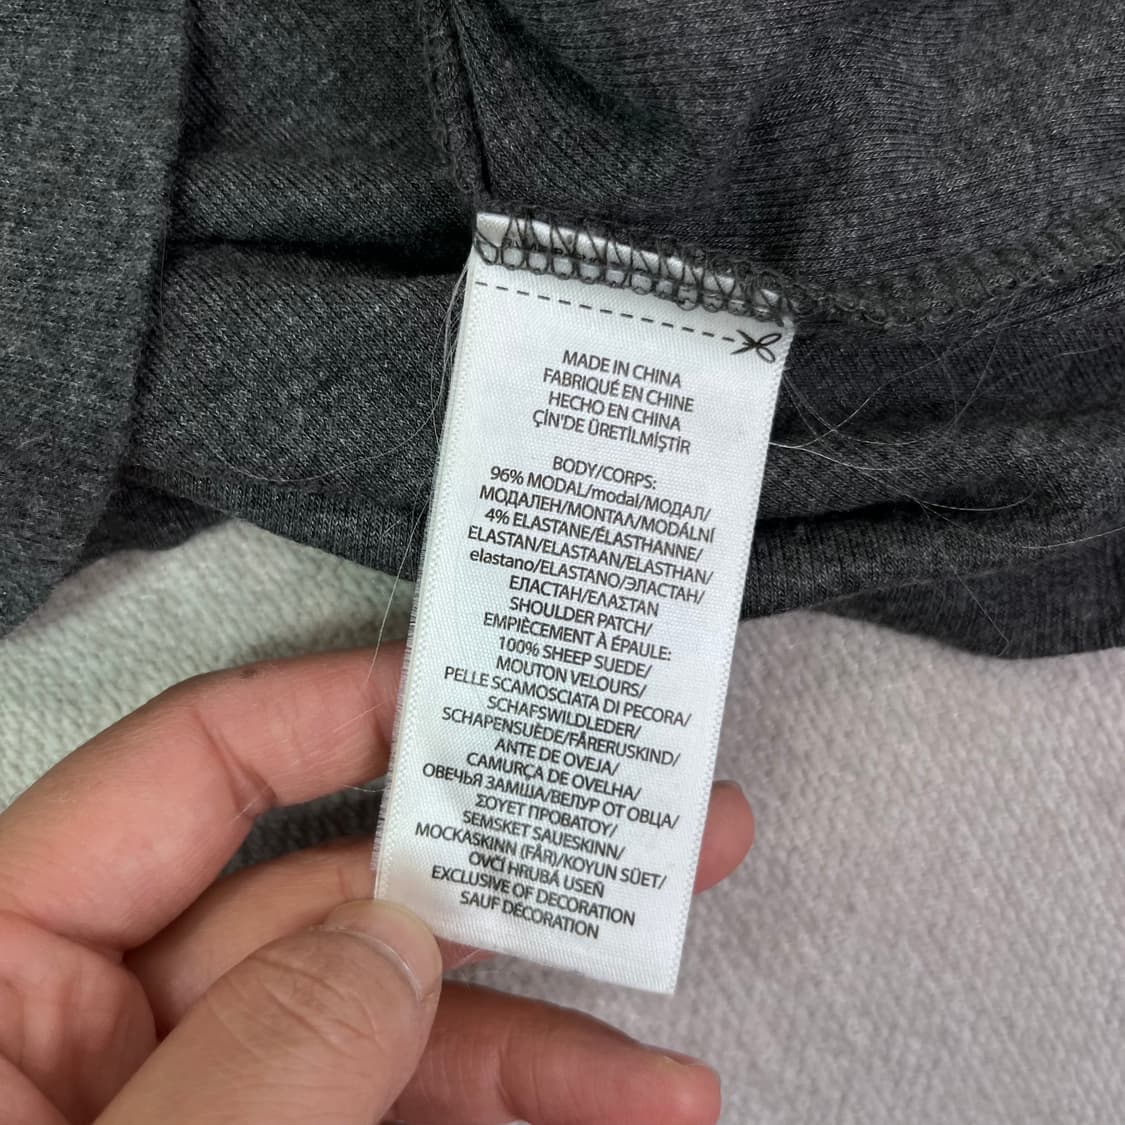 MADE IN CHINA
FABRIQUÉ EN CHINE
HECHO EN CHINA
ÇİN'DE ÜRETİLMİŞTİR
BODY/CORPS:
96% MODAL/modal/МОДАЛ/
МОДАЛЕН/ΜΟΝΤΑΛ/MODÁLNÍ
4% ELASTANE/ÉLASTHANNE/
ELASTAN/ELASTAAN/ELASTHAN/
elastano/ELASTANO/ЭЛАСТАН/
ЕЛАСТАН/ΕΛΑΣΤΑΝ
SHOULDER PATCH/
EMPIÈCEMENT À ÉPAULE:
100% SHEEP SUEDE/
MOUTON VELOURS/
PELLE SCAMOSCIATA DI PECORA/
SCHAFSWILDLEDER/
SCHAPENSUÈDE/FÅRERUSKIND/
ANTE DE OVEJA/
CAMURÇA DE OVELHA/
ОВЕЧЬЯ ЗАМША/ВЕЛУР ОТ ОВЦА/
ΣΟΥΕΤ ΠΡΟΒΑΤΟΥ/
SEMSKET SAUESKINN/
MOCKASKINN (FÅR)/KOYUN SÜET/
OVČÍ HRUBÁ USEŇ
EXCLUSIVE OF DECORATION
SAUF DÉCORATION